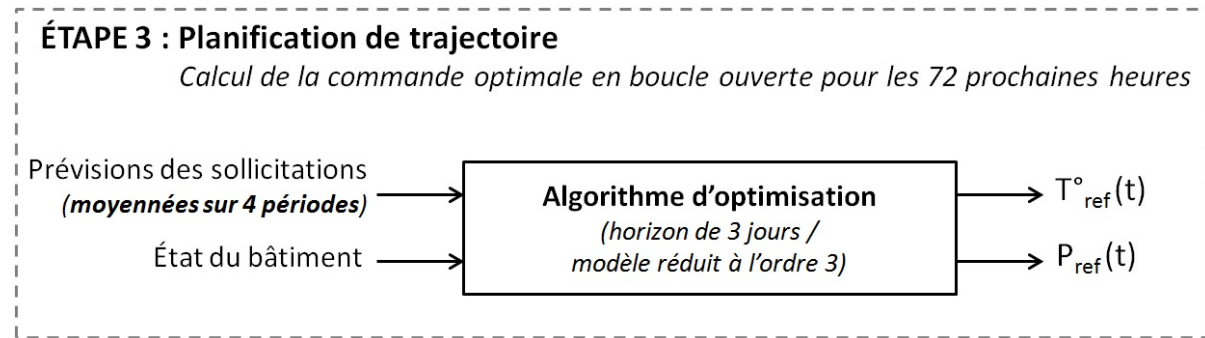 ÉTAPE 3 : Planification de trajectoire
Calcul de la commande optimale en boucle ouverte pour les 72 prochaines heures
Prévisions des sollicitations
(moyennées sur 4 périodes)
État du bâtiment
Algorithme d'optimisation
(horizon de 3 jours /
modèle réduit à l'ordre 3)
T°ref(t)
Pref(t)